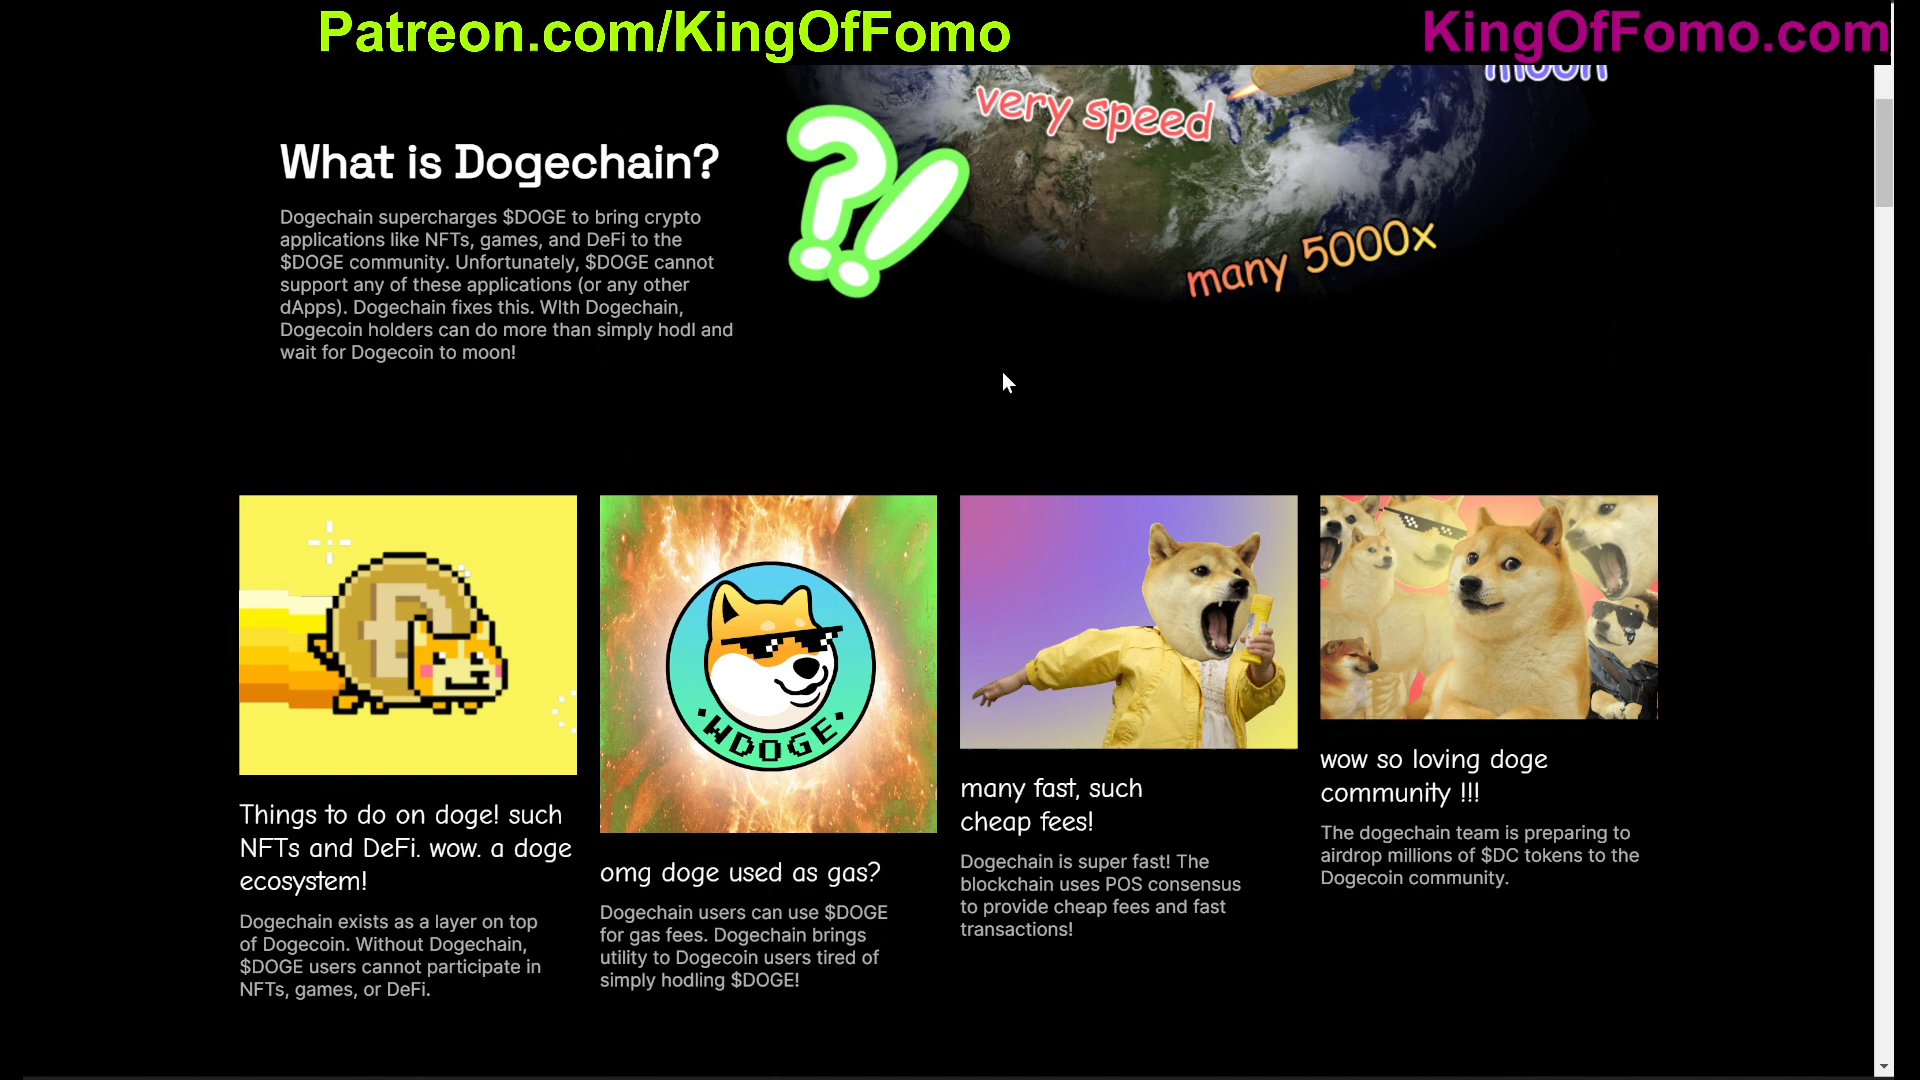 Patreon.com/KingOfFomo
KingOfFomo.com
moon
very speed
many 5000x
What is Dogechain?
Dogechain supercharges $DOGE to bring crypto
applications like NFTs, games, and DeFi to the
$DOGE community. Unfortunately, $DOGE cannot
support any of these applications (or any other
dApps). Dogechain fixes this. WIth Dogechain,
Dogecoin holders can do more than simply hodl and
wait for Dogecoin to moon!
WDOGE
Things to do on doge! such
NFTs and DeFi. wow. a doge
ecosystem!
Dogechain exists as a layer on top
of Dogecoin. Without Dogechain,
$DOGE users cannot participate in
NFTs, games, or DeFi.
omg doge used as gas?
Dogechain users can use $DOGE
for gas fees. Dogechain brings
utility to Dogecoin users tired of
simply hodling $DOGE!
many fast, such
cheap fees!
Dogechain is super fast! The
blockchain uses POS consensus
to provide cheap fees and fast
transactions!
wow so loving doge
community !!!
The dogechain team is preparing to
airdrop millions of $DC tokens to the
Dogecoin community.